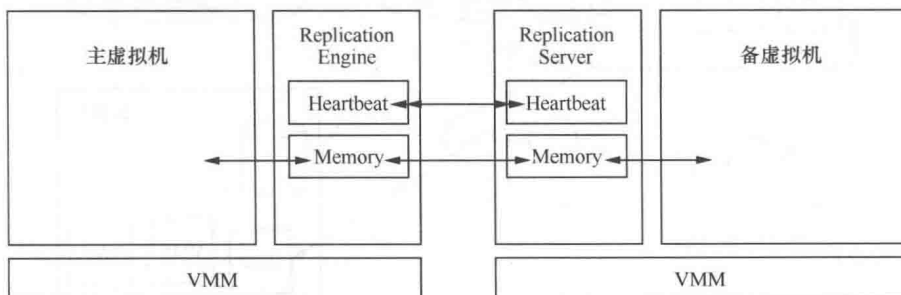 主虚拟机
Replication
Engine
Heartbeat
Memory
Replication
Server
Heartbeat
Memory
备虚拟机
VMM
VMM